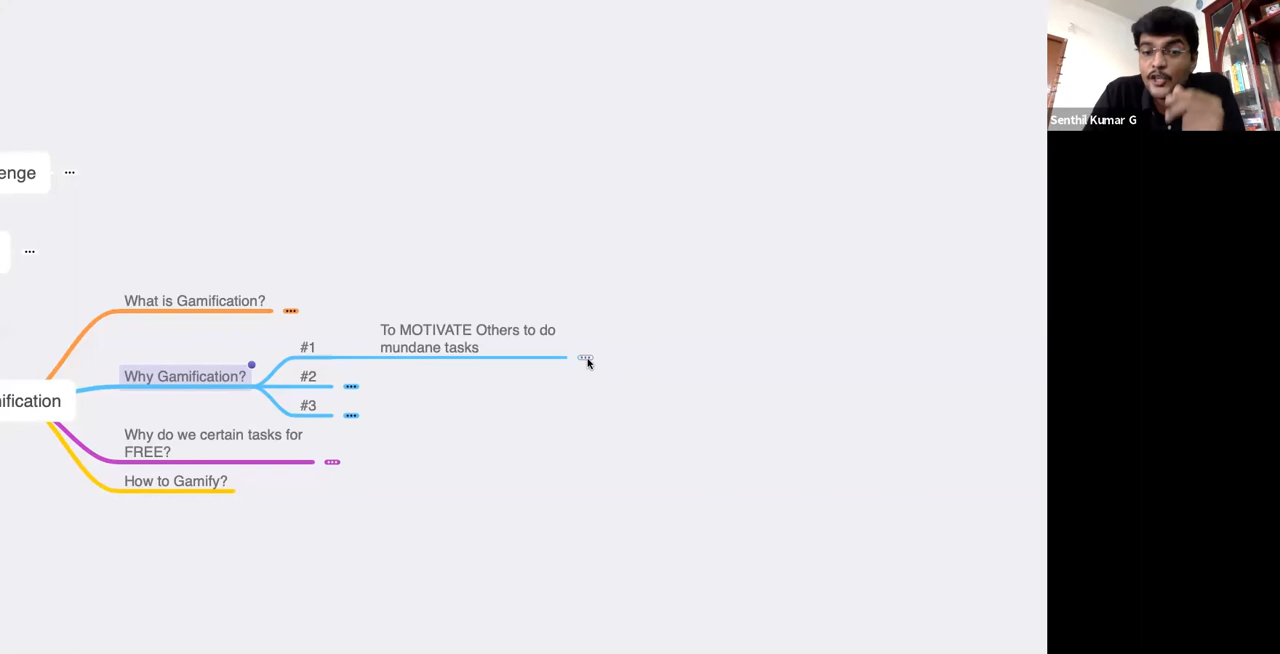 Senthil Kumar G
enge
What is Gamification?
To MOTIVATE Others to do
mundane tasks
#1
Why Gamification?
#2
ification
#3
Why do we certain tasks for
FREE?
How to Gamify?